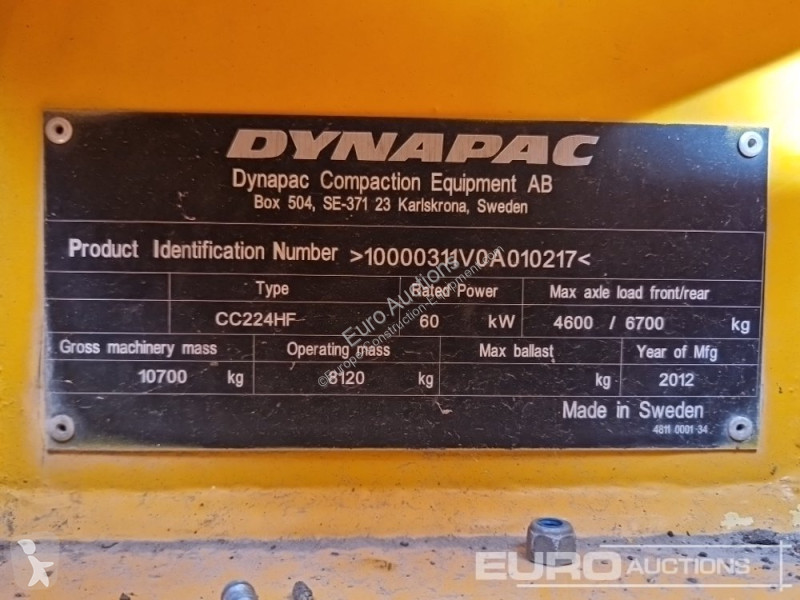 DYNAPAC
Dynapac Compaction Equipment AB
Box 504, SE-371 23 Karlskrona, Sweden
Product Identification Number >10000311V0A010217<
Type Rated Power Max axle load front/rear
CC224HF 60 kW 4600 / 6700 kg
Gross machinery mass Operating mass Max ballast Year of Mfg
10700 kg 8120 kg kg 2012
Made in Sweden
4811 0001-34
Euro Auctions
EURO AUCTIONS